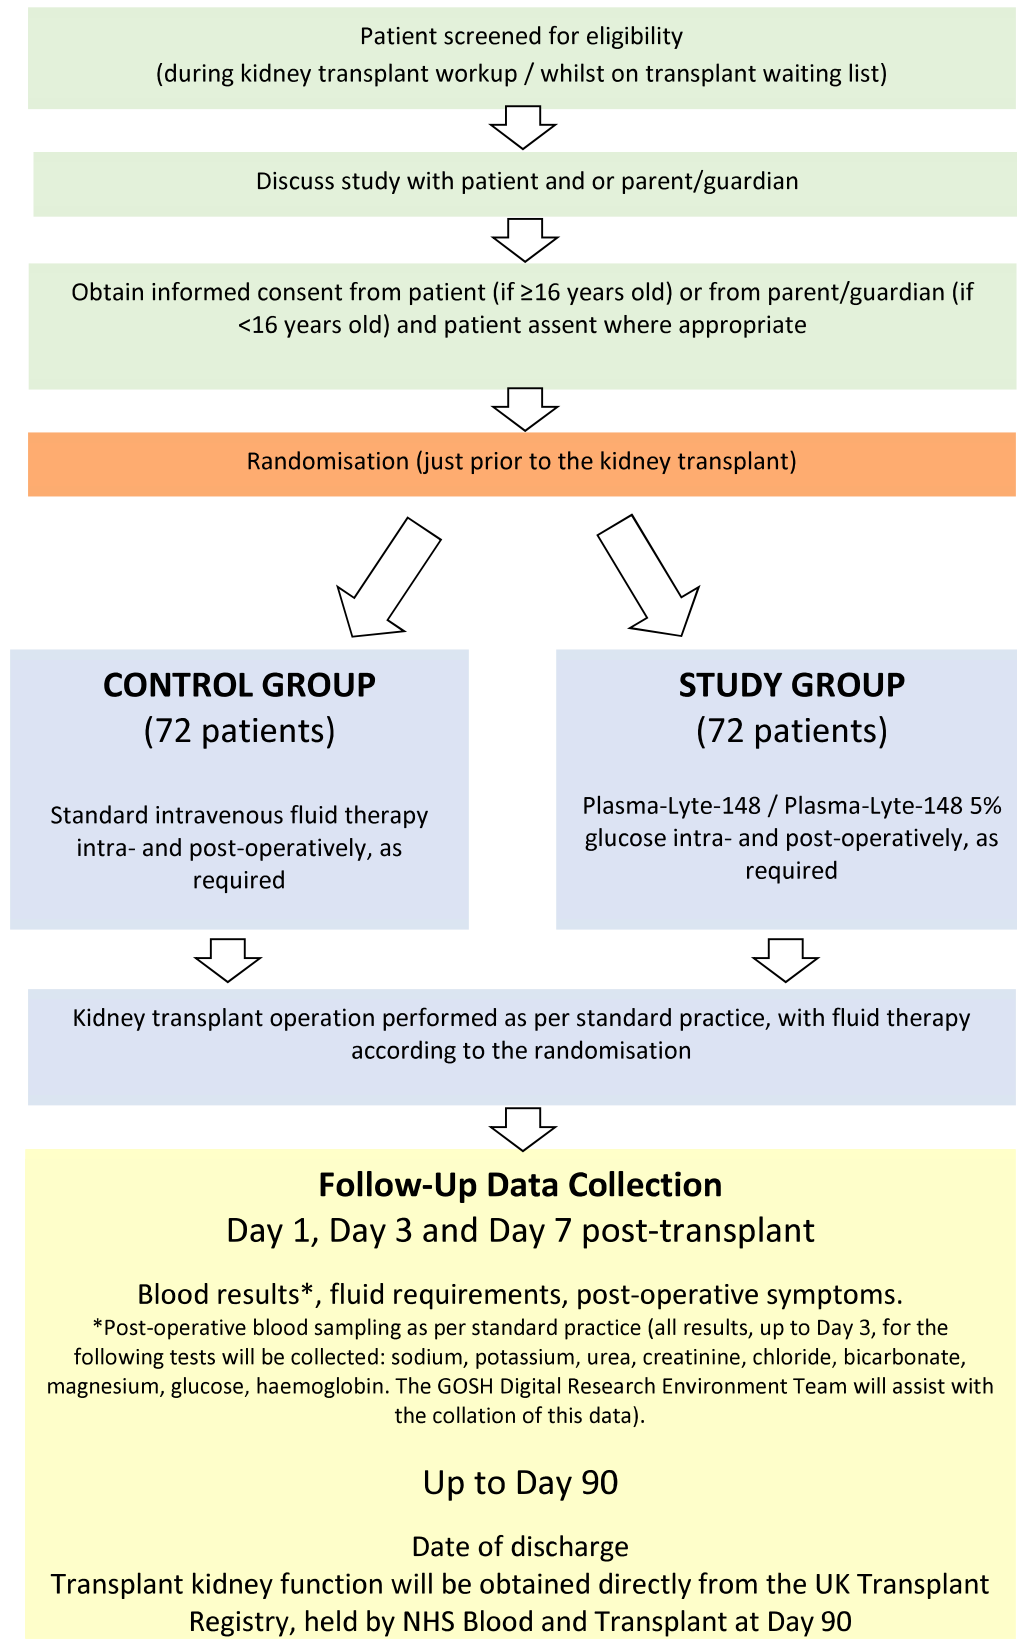 Patient screened for eligibility
(during kidney transplant workup / whilst on transplant waiting list)
Discuss study with patient and or parent/guardian
Obtain informed consent from patient (if ≥16 years old) or from parent/guardian (if
<16 years old) and patient assent where appropriate
Randomisation (just prior to the kidney transplant)
CONTROL GROUP
(72 patients)
Standard intravenous fluid therapy
intra- and post-operatively, as
required
STUDY GROUP
(72 patients)
Plasma-Lyte-148 / Plasma-Lyte-148 5%
glucose intra- and post-operatively, as
required
Kidney transplant operation performed as per standard practice, with fluid therapy
according to the randomisation
Follow-Up Data Collection
Day 1, Day 3 and Day 7 post-transplant
Blood results*, fluid requirements, post-operative symptoms.
*Post-operative blood sampling as per standard practice (all results, up to Day 3, for the
following tests will be collected: sodium, potassium, urea, creatinine, chloride, bicarbonate,
magnesium, glucose, haemoglobin. The GOSH Digital Research Environment Team will assist with
the collation of this data).
Up to Day 90
Date of discharge
Transplant kidney function will be obtained directly from the UK Transplant
Registry, held by NHS Blood and Transplant at Day 90